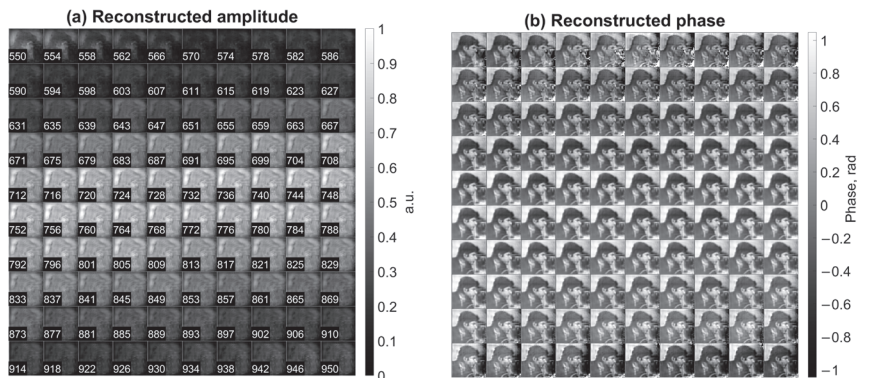 (a) Reconstructed amplitude
550 554 558 562 566 570 574 578 582 586
590 594 598 603 607 611 615 619 623 627
631 635 639 643 647 651 655 659 663 667
671 675 679 683 687 691 695 699 704 708
712 716 720 724 728 732 736 740 744 748
752 756 760 764 768 772 776 780 784 788
792 796 801 805 809 813 817 821 825 829
833 837 841 845 849 853 857 861 865 869
873 877 881 885 889 893 897 902 906 910
914 918 922 926 930 934 938 942 946 950
1
0.9
0.8
0.7
0.6
0.5
0.4
0.3
0.2
0.1
0
a.u.
(b) Reconstructed phase
1
0.8
0.6
0.4
0.2
0
−0.2
−0.4
−0.6
−0.8
−1
Phase, rad